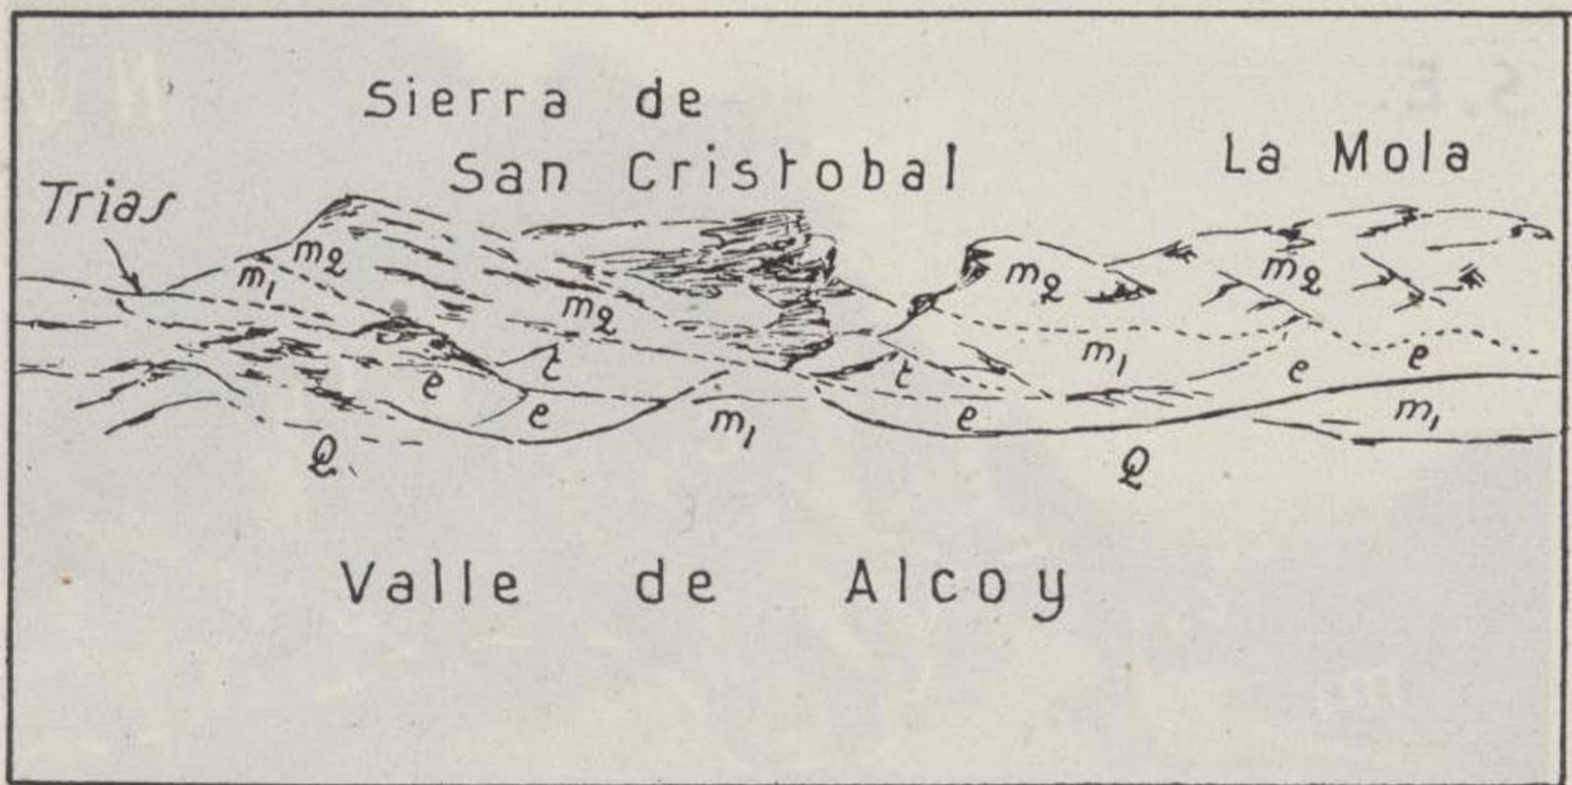 Sierra de
San Cristobal
La Mola
Trias
m2
m1
m2
m2
m2
m1
t
t
e
e
e
e
e
m1
m1
Q.
Q
Valle de Alcoy